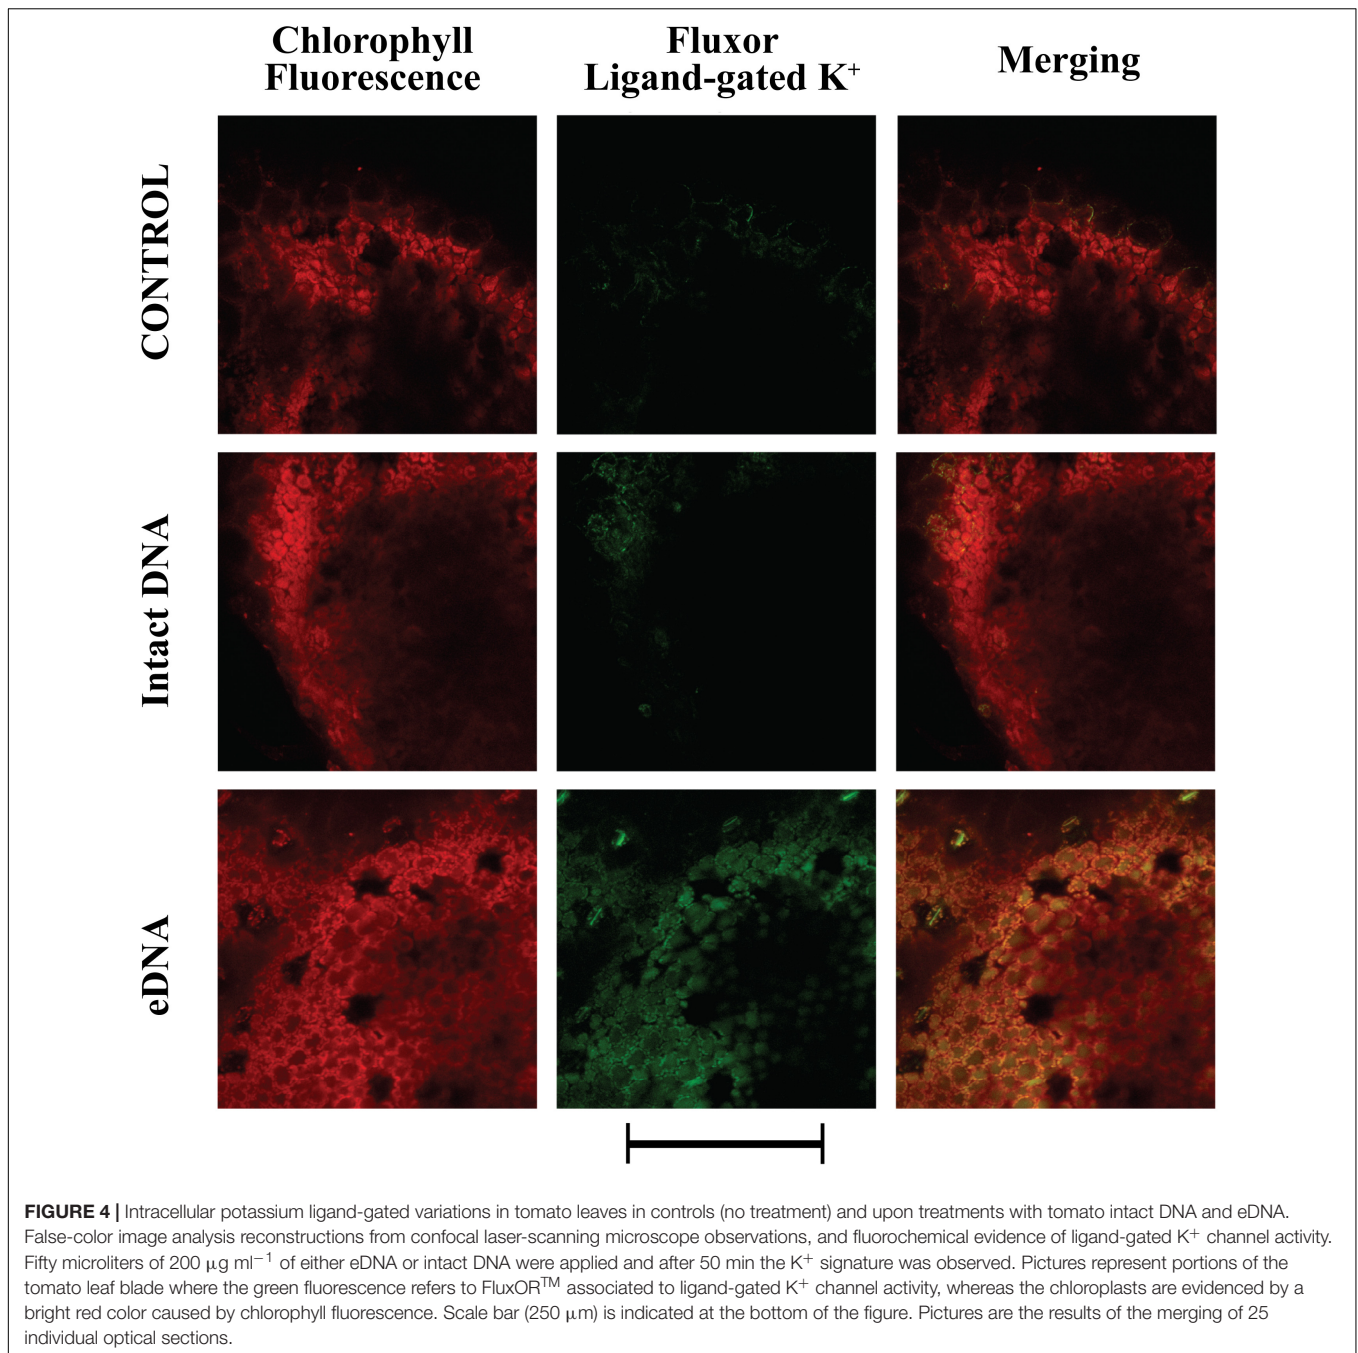 Chlorophyll
Fluorescence
Fluxor
Ligand-gated K⁺
Merging
CONTROL
Intact DNA
eDNA
FIGURE 4 | Intracellular potassium ligand-gated variations in tomato leaves in controls (no treatment) and upon treatments with tomato intact DNA and eDNA.
False-color image analysis reconstructions from confocal laser-scanning microscope observations, and fluorochemical evidence of ligand-gated K⁺ channel activity.
Fifty microliters of 200 μg ml⁻¹ of either eDNA or intact DNA were applied and after 50 min the K⁺ signature was observed. Pictures represent portions of the
tomato leaf blade where the green fluorescence refers to FluxOR™ associated to ligand-gated K⁺ channel activity, whereas the chloroplasts are evidenced by a
bright red color caused by chlorophyll fluorescence. Scale bar (250 μm) is indicated at the bottom of the figure. Pictures are the results of the merging of 25
individual optical sections.